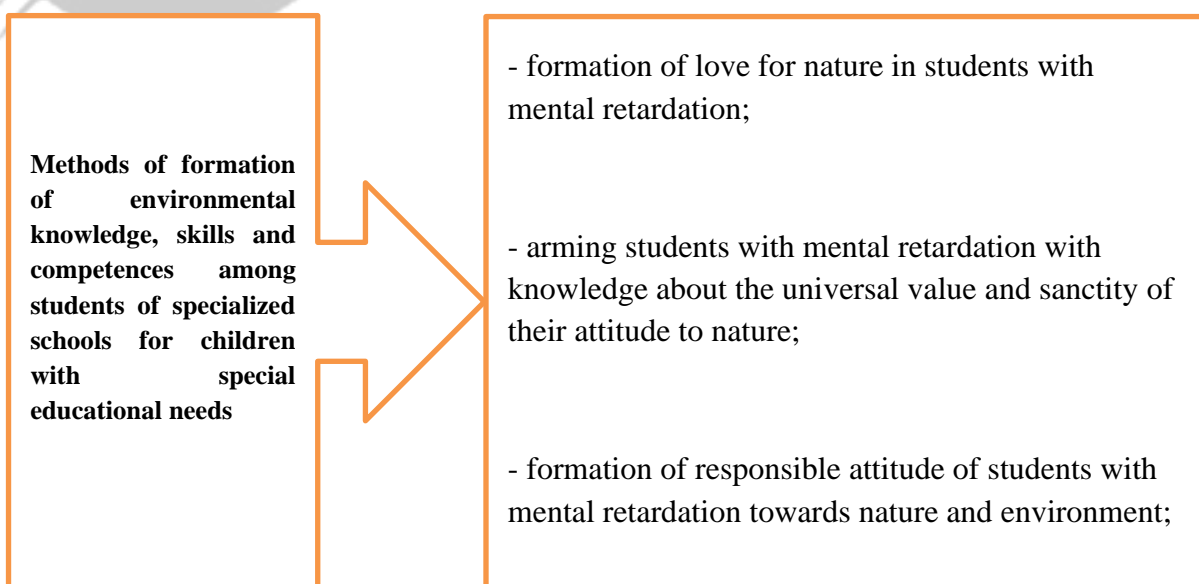 Methods of formation
of environmental
knowledge, skills and
competences among
students of specialized
schools for children
with special
educational needs
- formation of love for nature in students with
mental retardation;
- arming students with mental retardation with
knowledge about the universal value and sanctity of
their attitude to nature;
- formation of responsible attitude of students with
mental retardation towards nature and environment;